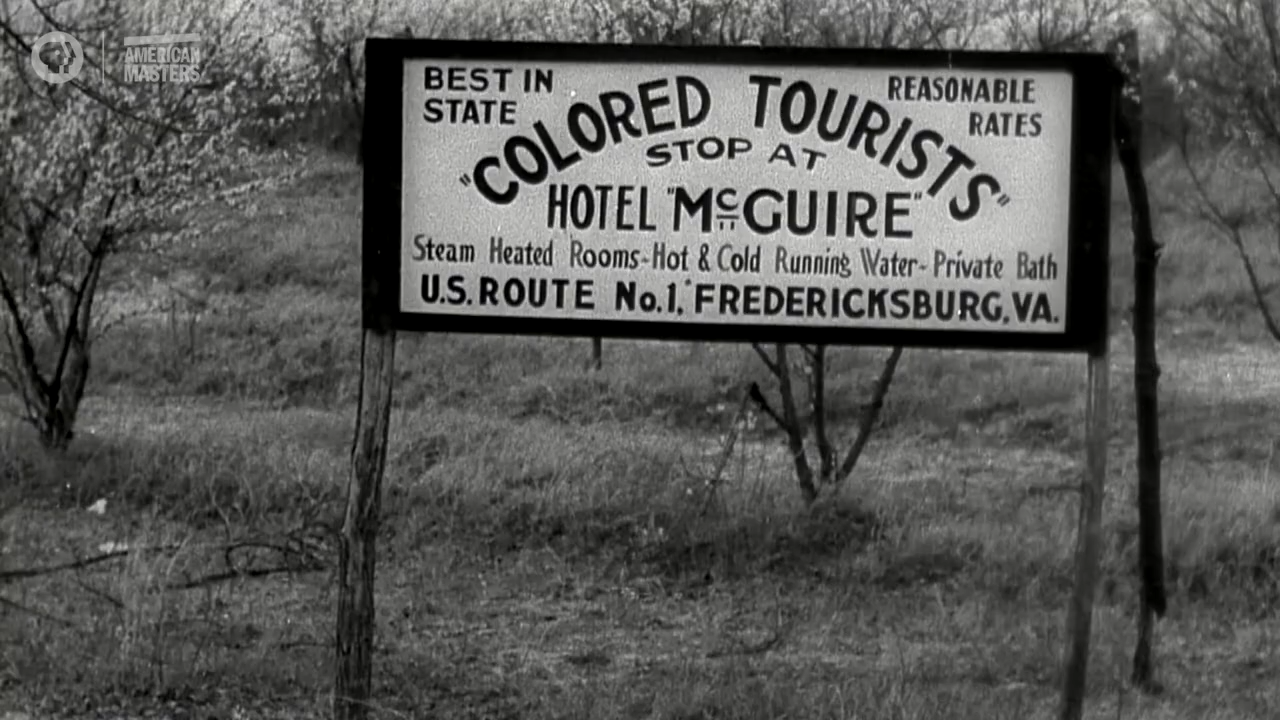 PBS
AMERICAN
MASTERS
BEST IN
STATE
REASONABLE
RATES
"COLORED TOURISTS"
STOP AT
HOTEL "McGUIRE"
Steam Heated Rooms-Hot & Cold Running Water-Private Bath
U.S. ROUTE No. 1, FREDERICKSBURG, VA.